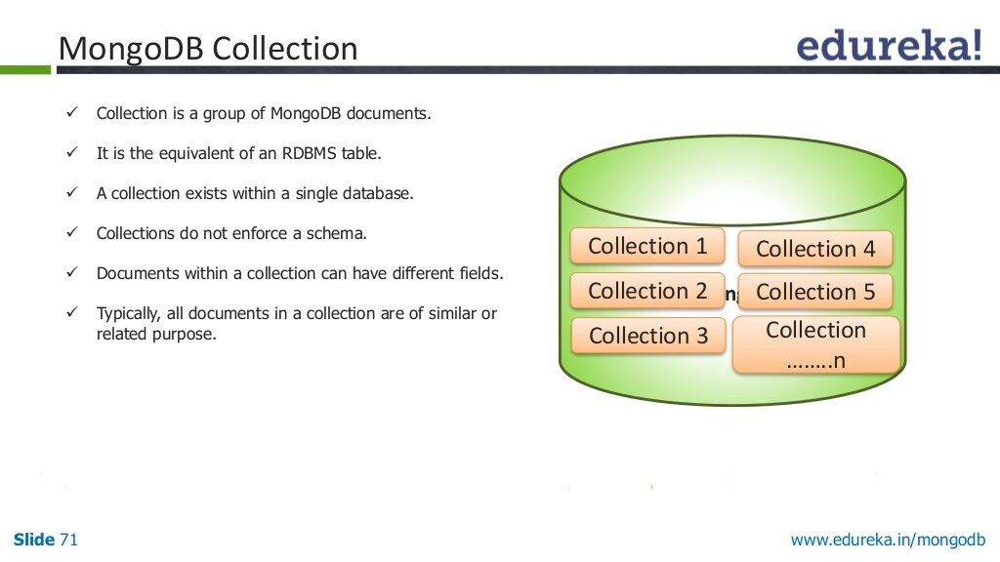 MongoDB Collection
edureka!
✓ Collection is a group of MongoDB documents.
✓ It is the equivalent of an RDBMS table.
✓ A collection exists within a single database.
✓ Collections do not enforce a schema.
✓ Documents within a collection can have different fields.
✓ Typically, all documents in a collection are of similar or
related purpose.
Collection 1
Collection 4
Collection 2
Collection 5
Collection 3
Collection
........n
Slide 71
www.edureka.in/mongodb